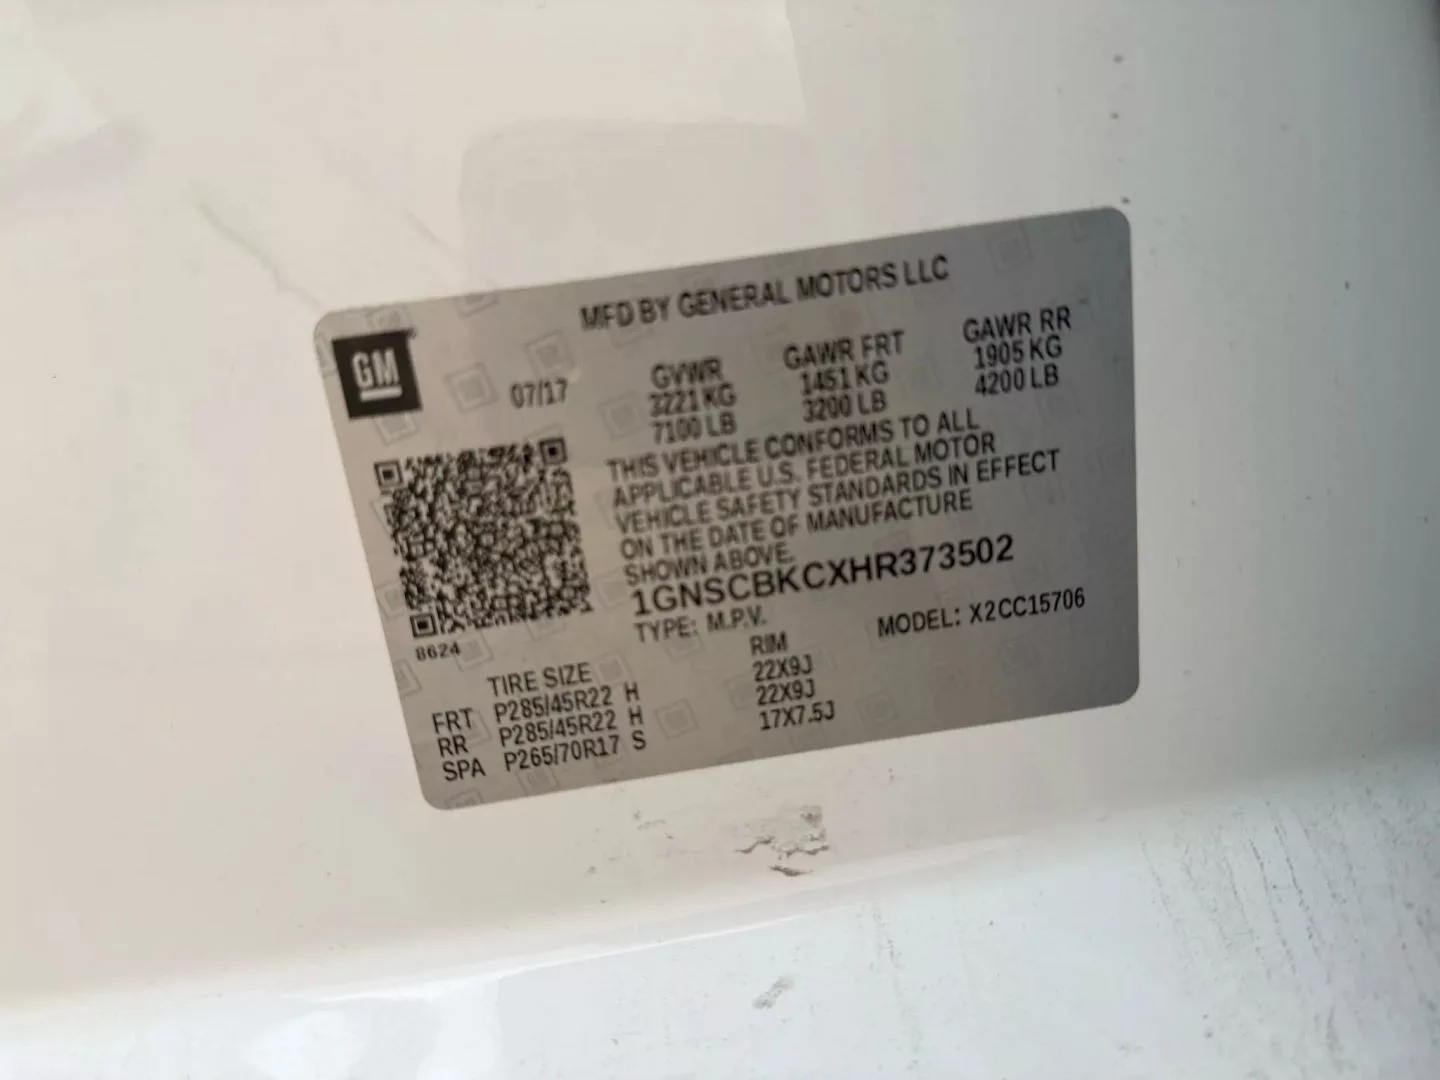 MFD BY GENERAL MOTORS LLC
GM
07/17
GVWR GAWR FRT GAWR RR
3221 KG 1451 KG 1905 KG
7100 LB 3200 LB 4200 LB
THIS VEHICLE CONFORMS TO ALL
APPLICABLE U.S. FEDERAL MOTOR
VEHICLE SAFETY STANDARDS IN EFFECT
ON THE DATE OF MANUFACTURE
SHOWN ABOVE.
1GNSCBKCXHR373502
TYPE: M.P.V. MODEL: X2CC15706
8624
TIRE SIZE RIM
FRT P285/45R22 H 22X9J
RR P285/45R22 H 22X9J
SPA P265/70R17 S 17X7.5J